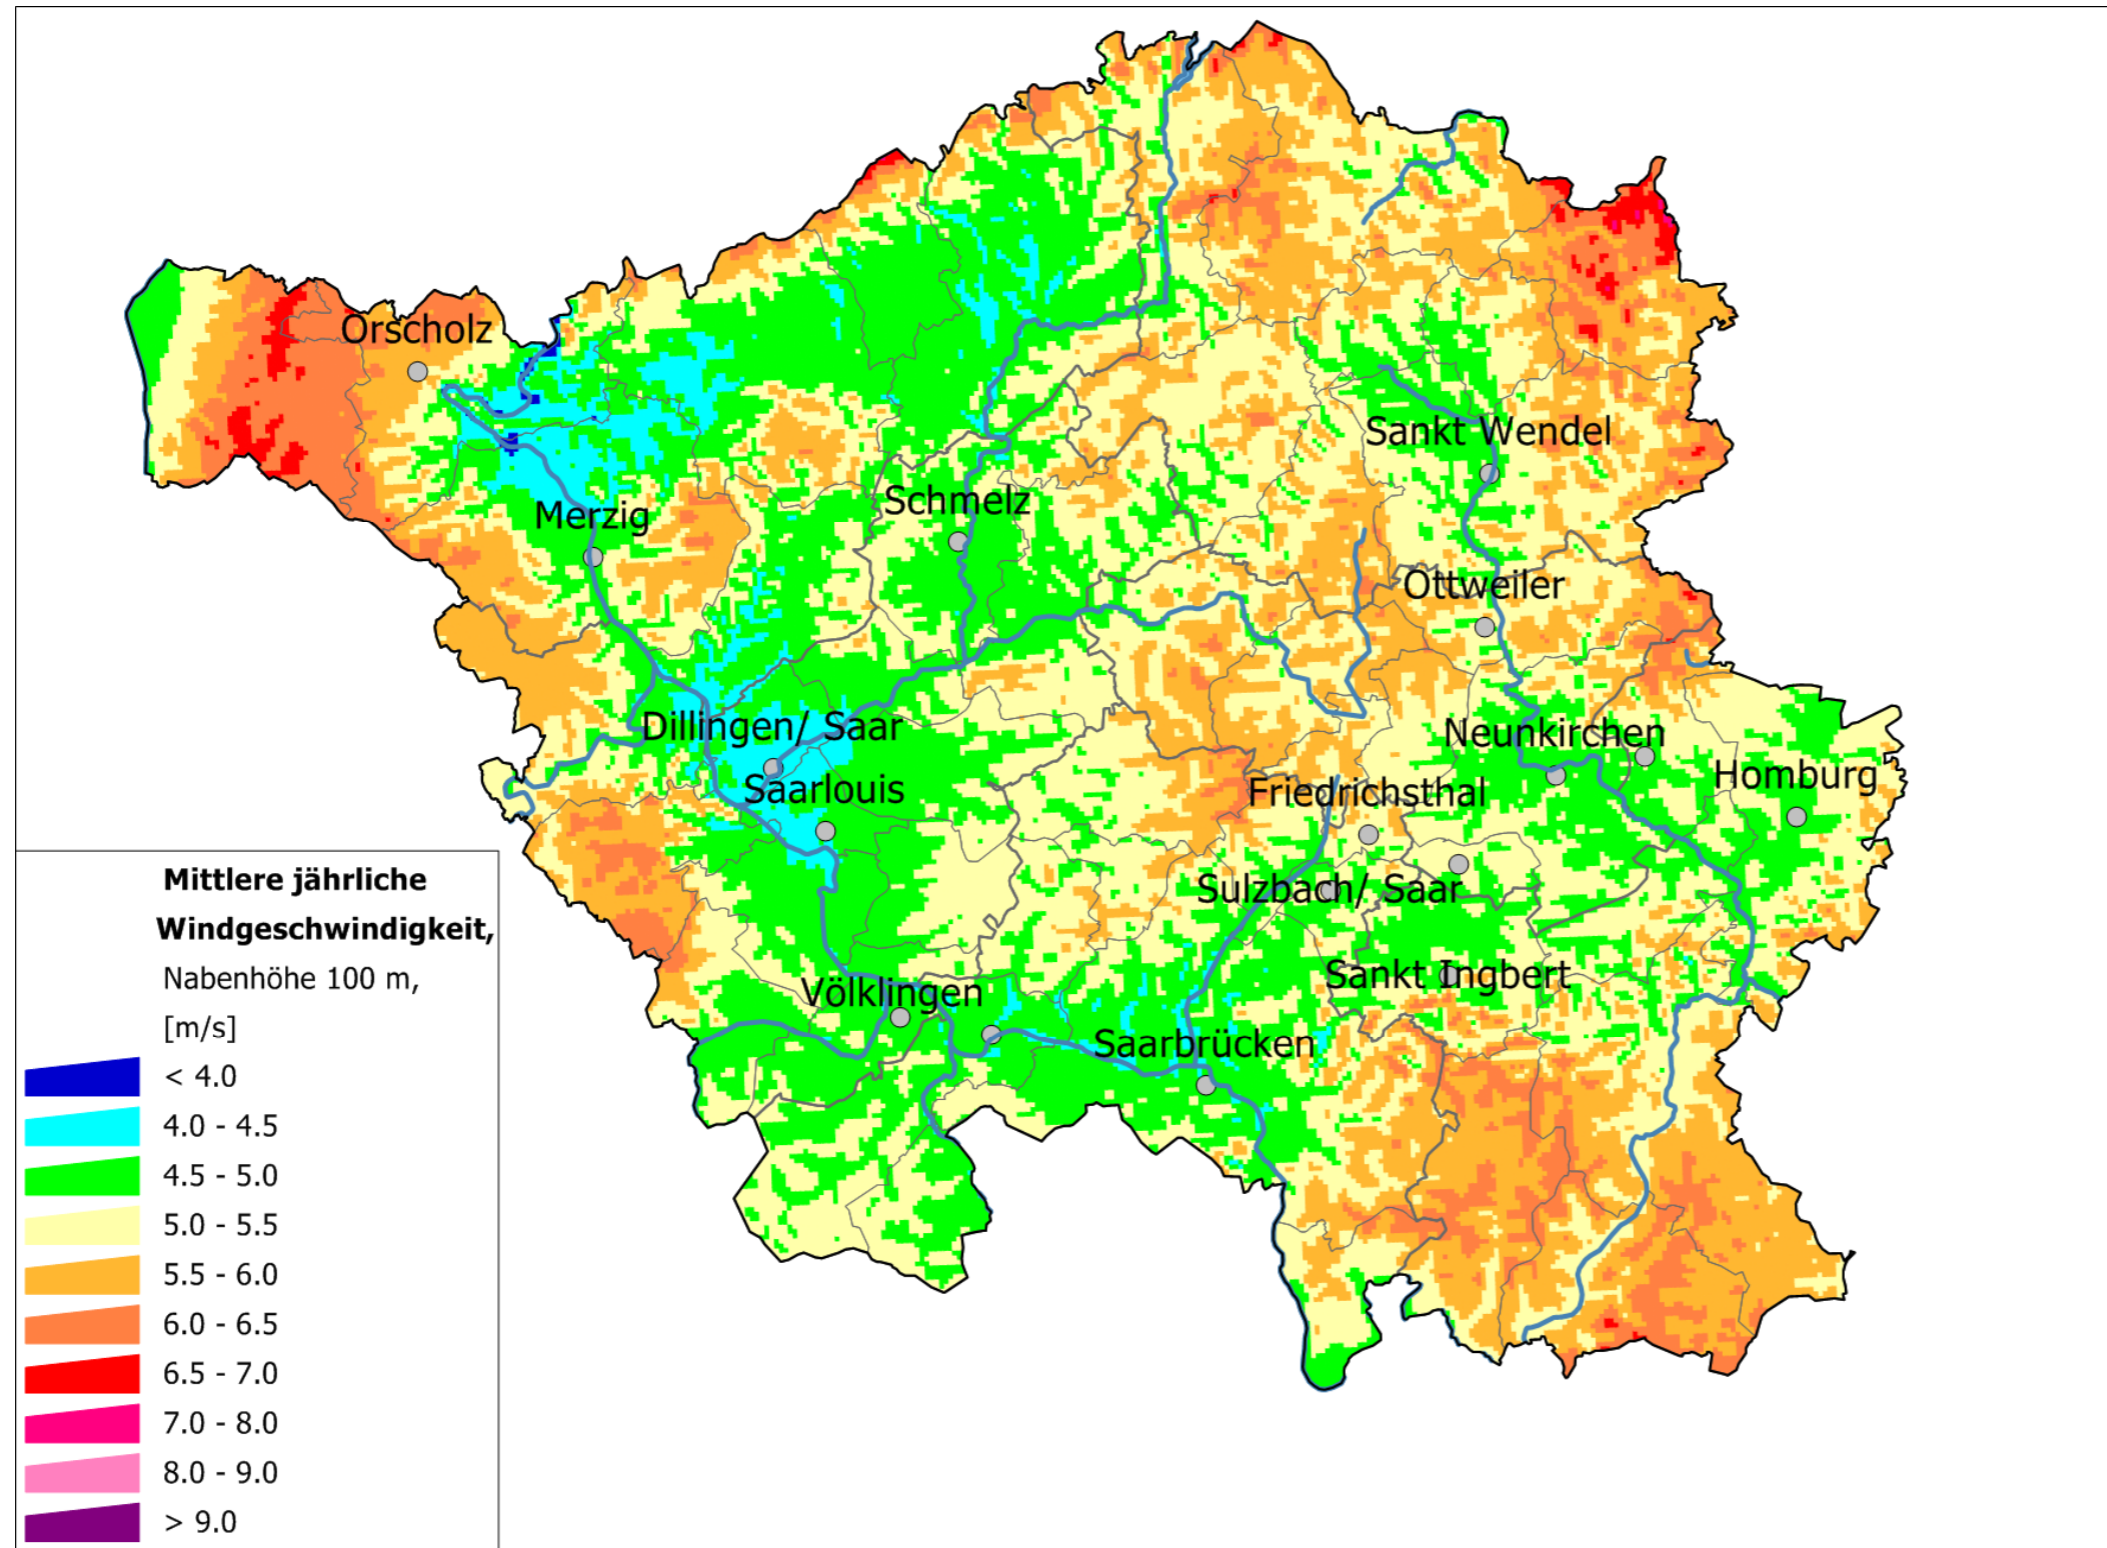 Orscholz
Sankt Wendel
Schmelz
Merzig
Ottweiler
Dillingen/ Saar
Neunkirchen
Homburg
Saarlouis
Friedrichsthal
Sulzbach/ Saar
Sankt Ingbert
Völklingen
Saarbrücken
Mittlere jährliche
Windgeschwindigkeit,
Nabenhöhe 100 m,
[m/s]
< 4.0
4.0 - 4.5
4.5 - 5.0
5.0 - 5.5
5.5 - 6.0
6.0 - 6.5
6.5 - 7.0
7.0 - 8.0
8.0 - 9.0
> 9.0